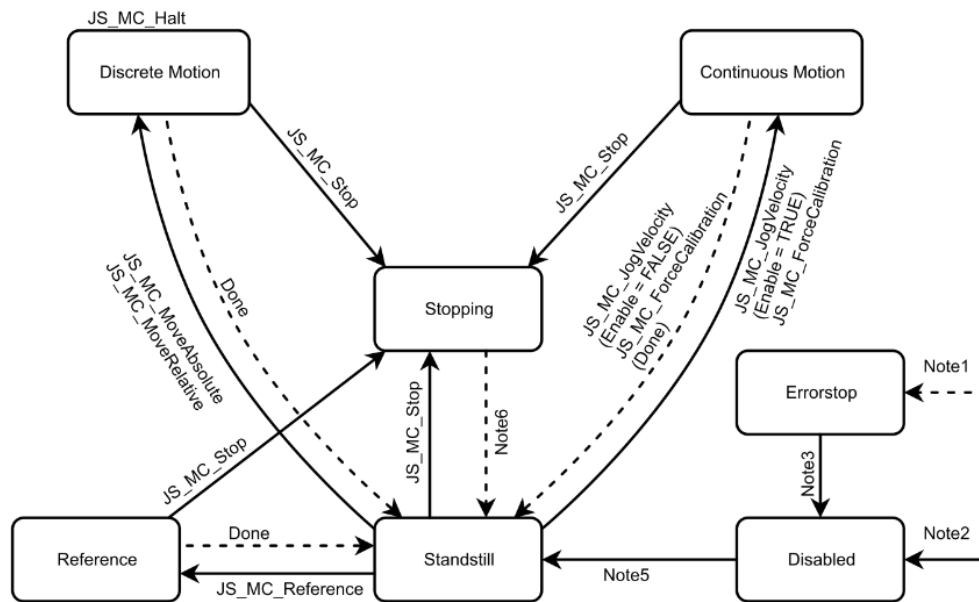 JS_MC_Halt
Discrete Motion
Continuous Motion
JS_MC_Stop
JS_MC_Stop
JS_MC_MoveAbsolute
JS_MC_MoveRelative
Done
Stopping
JS_MC_JogVelocity
(Enable = FALSE)
JS_MC_ForceCalibration
(Done)
JS_MC_JogVelocity
(Enable = TRUE)
JS_MC_ForceCalibration
Note1
Errorstop
JS_MC_Stop
JS_MC_Stop
Note6
Note3
Reference
Done
JS_MC_Reference
Standstill
Note5
Disabled
Note2